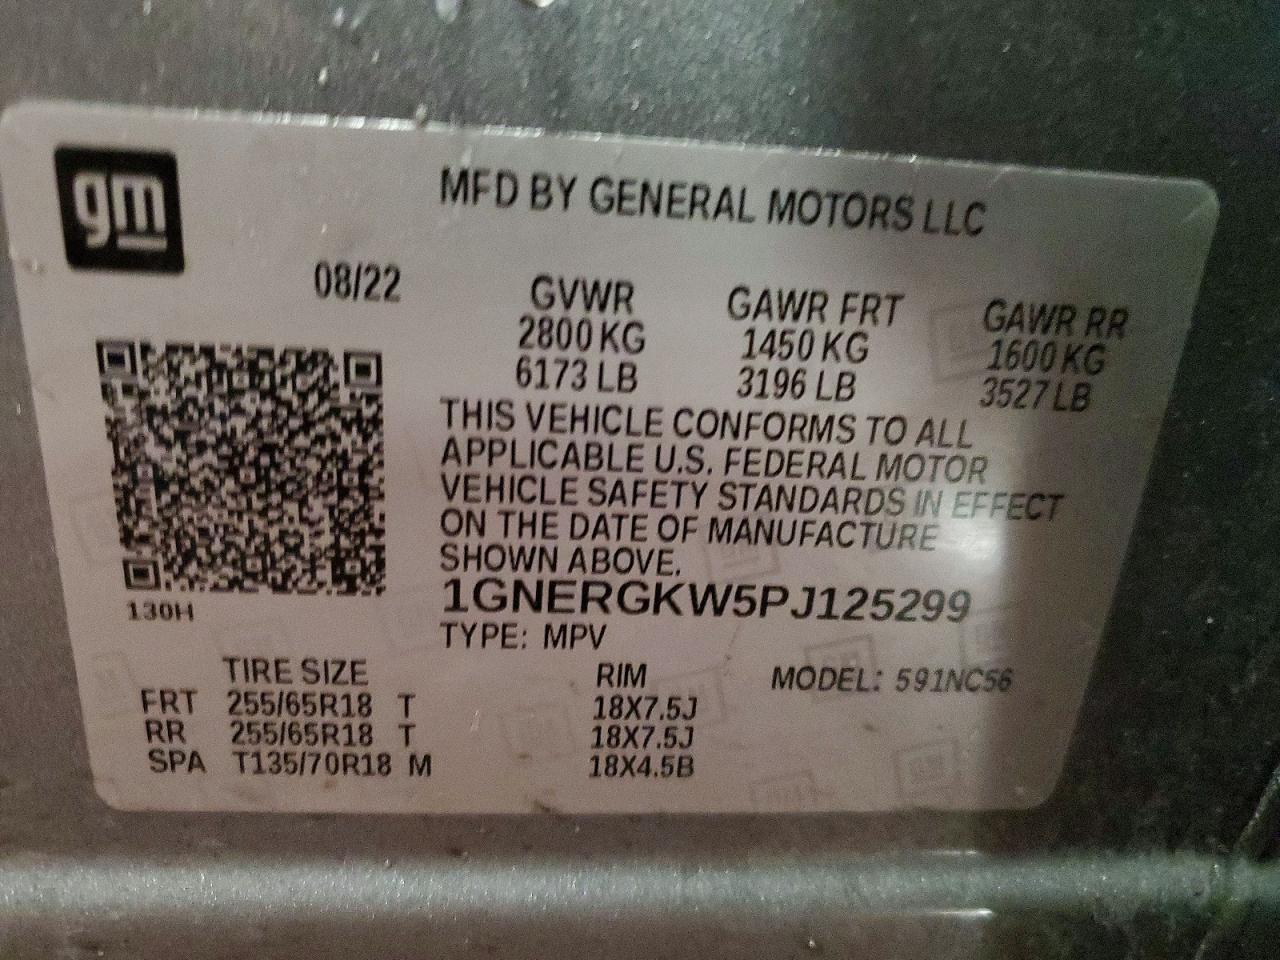 gm
MFD BY GENERAL MOTORS LLC
08/22
GVWR GAWR FRT GAWR RR
2800 KG 1450 KG 1600 KG
6173 LB 3196 LB 3527 LB
THIS VEHICLE CONFORMS TO ALL
APPLICABLE U.S. FEDERAL MOTOR
VEHICLE SAFETY STANDARDS IN EFFECT
ON THE DATE OF MANUFACTURE
SHOWN ABOVE.
130H
1GNERGKW5PJ125299
TYPE: MPV
TIRE SIZE RIM MODEL: 591NC56
FRT 255/65R18 T 18X7.5J
RR 255/65R18 T 18X7.5J
SPA T135/70R18 M 18X4.5B